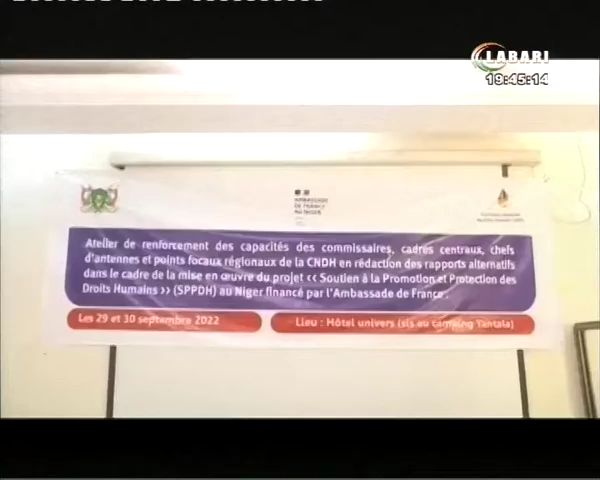 LABARI
19:45:14
AMBASSADE
DE FRANCE
AU NIGER
Atelier de renforcement des capacités des commissaires, cadres centraux, chefs
d'antennes et points focaux régionaux de la CNDH en rédaction des rapports alternatifs
dans le cadre de la mise en œuvre du projet << Soutien à la Promotion et Protection des
Droits Humains >> (SPPDH) au Niger financé par l'Ambassade de France.
Les 29 et 30 septembre 2022
Lieu : Hôtel univers (sis au camping Yantala)